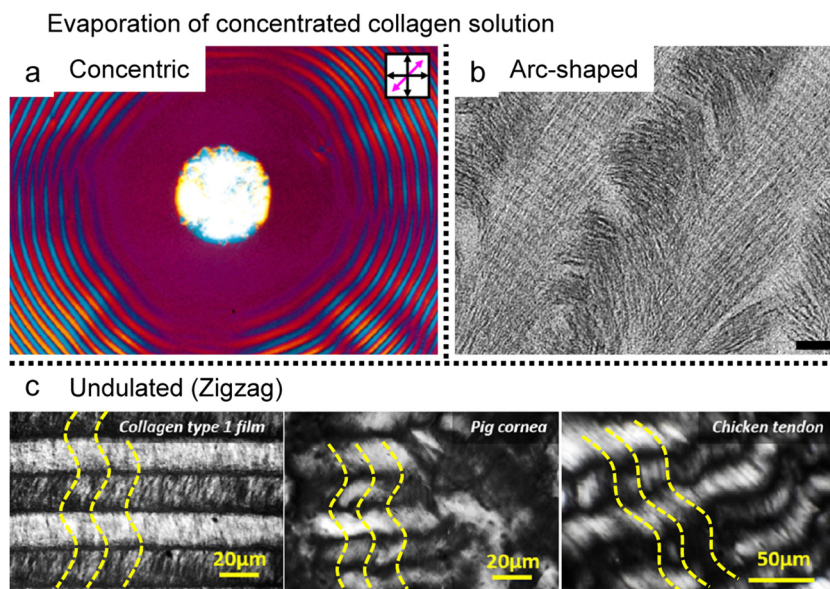 Evaporation of concentrated collagen solution
a Concentric
b Arc-shaped
c Undulated (Zigzag)
Collagen type 1 film
Pig cornea
Chicken tendon
20μm
20μm
50μm